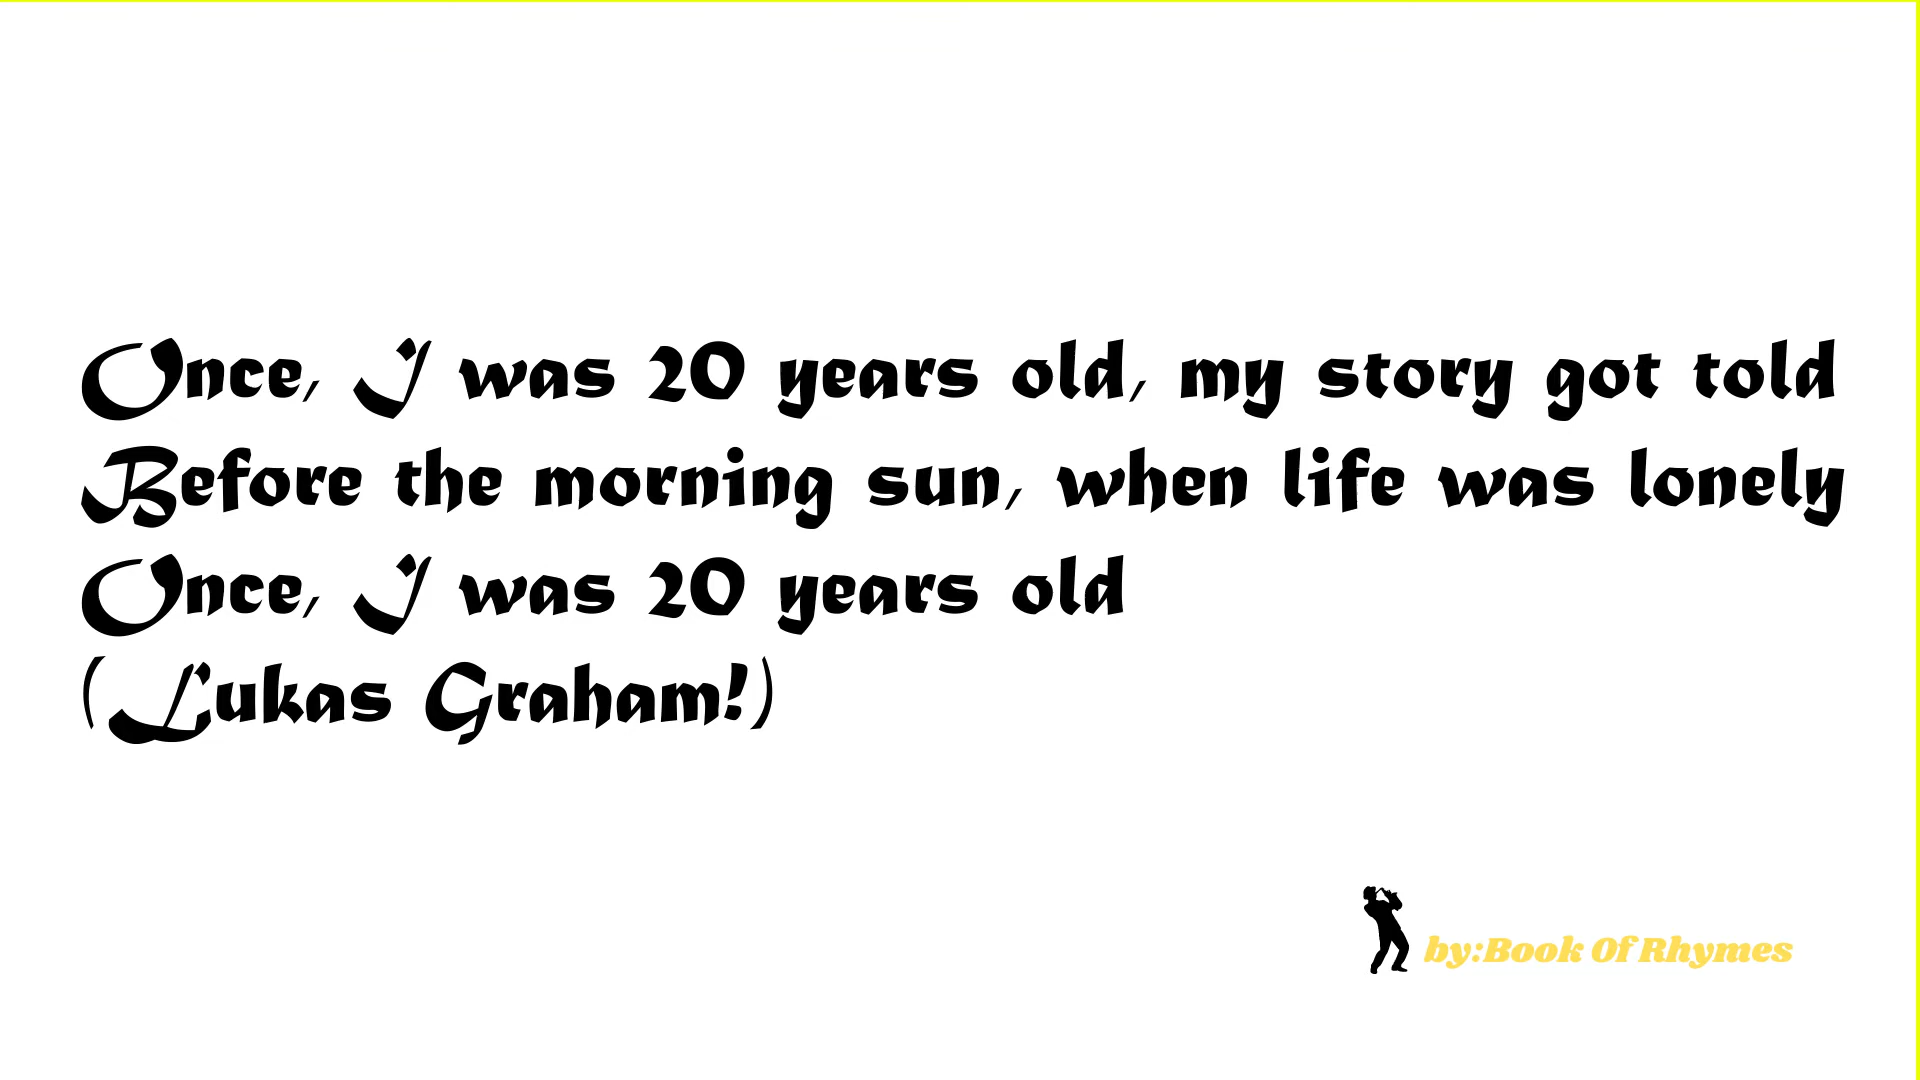 Once, I was 20 years old, my story got told
Before the morning sun, when life was lonely
Once, I was 20 years old
(Lukas Graham!)
by:Book Of Rhymes